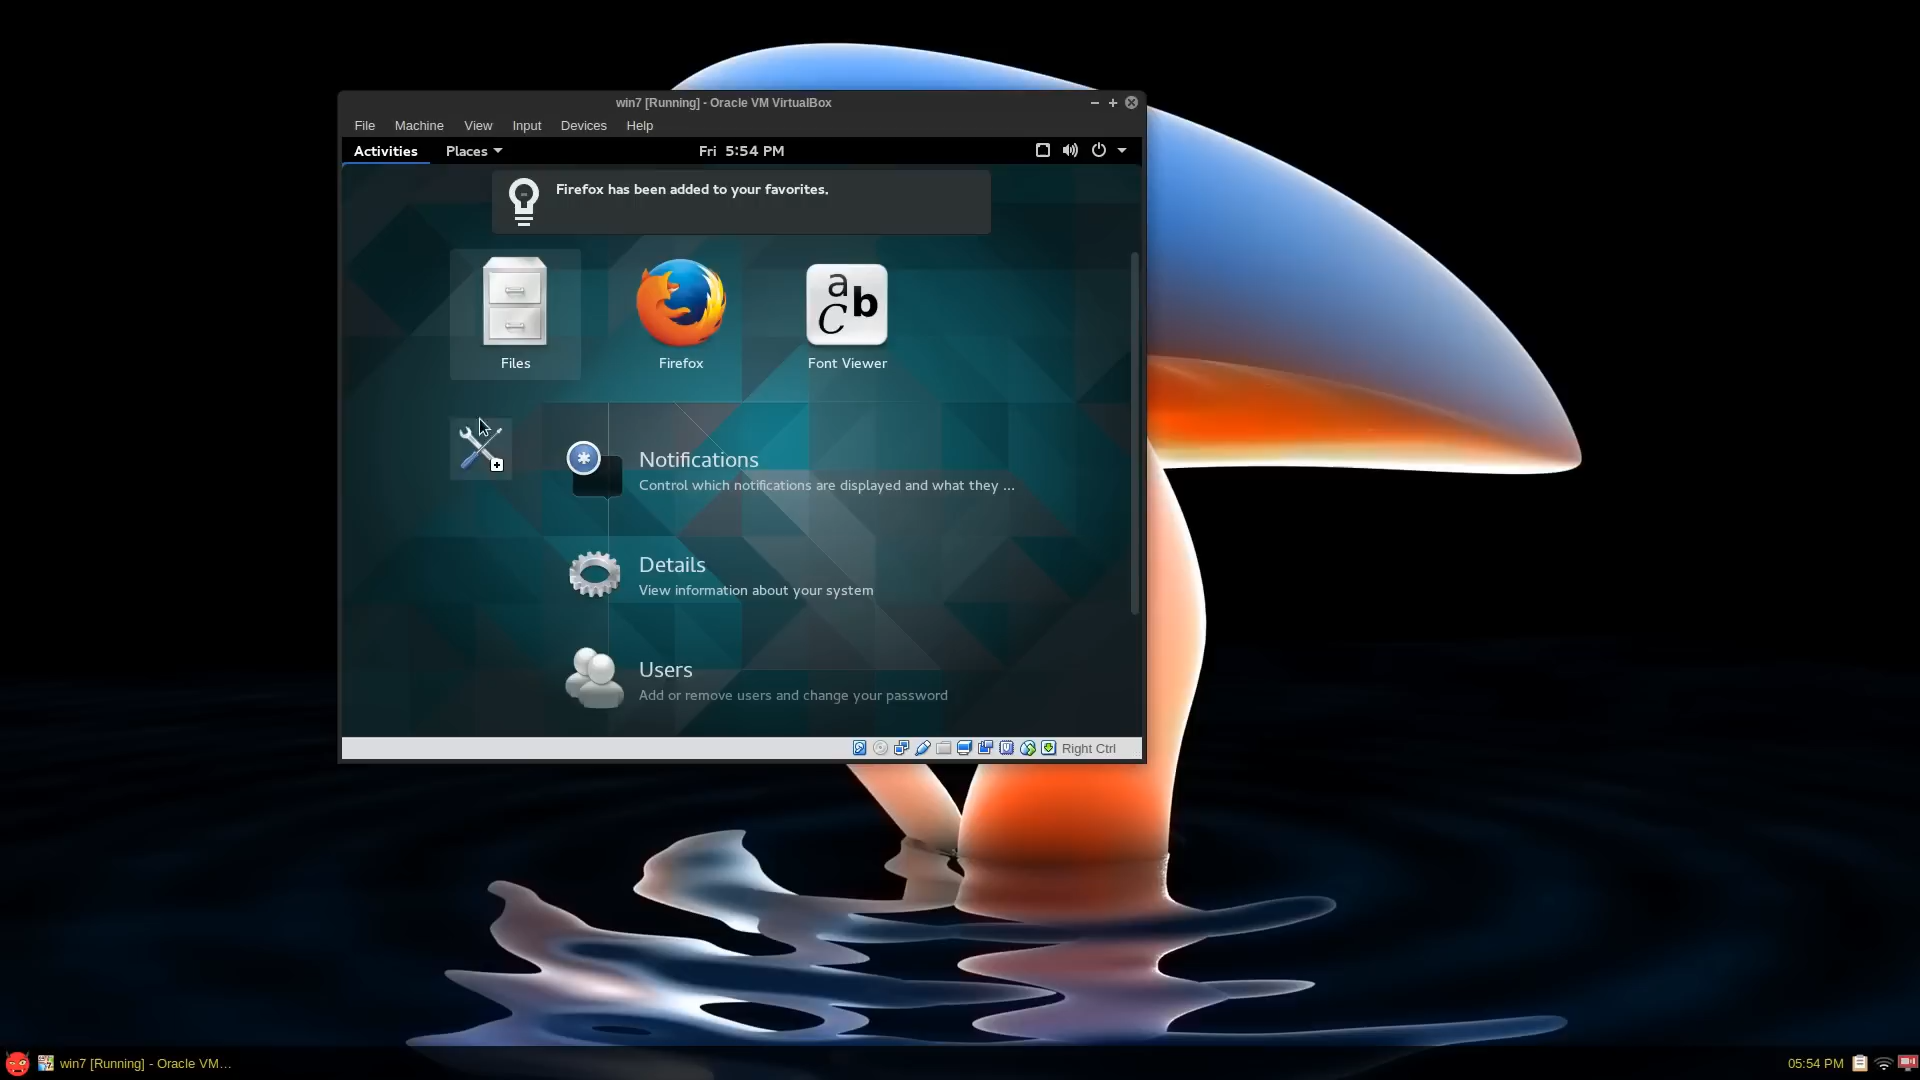 win7 [Running] - Oracle VM VirtualBox
File Machine View Input Devices Help
Activities Places Fri 5:54 PM
Firefox has been added to your favorites.
Files Firefox Font Viewer
a
b
C
Notifications
Control which notifications are displayed and what they ...
Details
View information about your system
Users
Add or remove users and change your password
Right Ctrl
win7 [Running] - Oracle VM... 05:54 PM